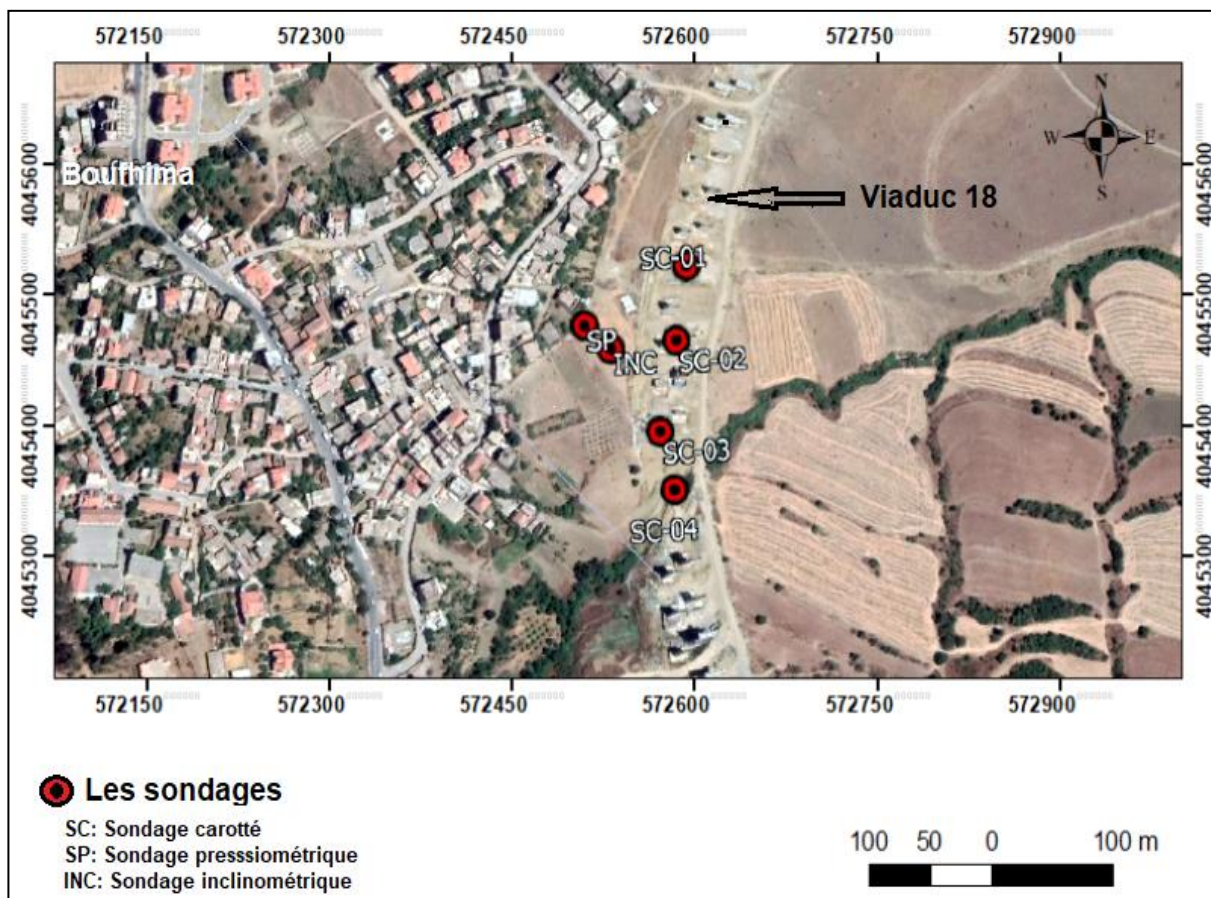 572150 572300 572450 572600 572750 572900
N
W E
S
4045600 4045600
Viaduc 18
SC-01
4045500 4045500
SP
INC SC-02
4045400 4045400
SC-03
SC-04
4045300 4045300
572150 572300 572450 572600 572750 572900
Les sondages
SC: Sondage carotté
SP: Sondage presssiométrique
INC: Sondage inclinométrique
100 50 0 100 m